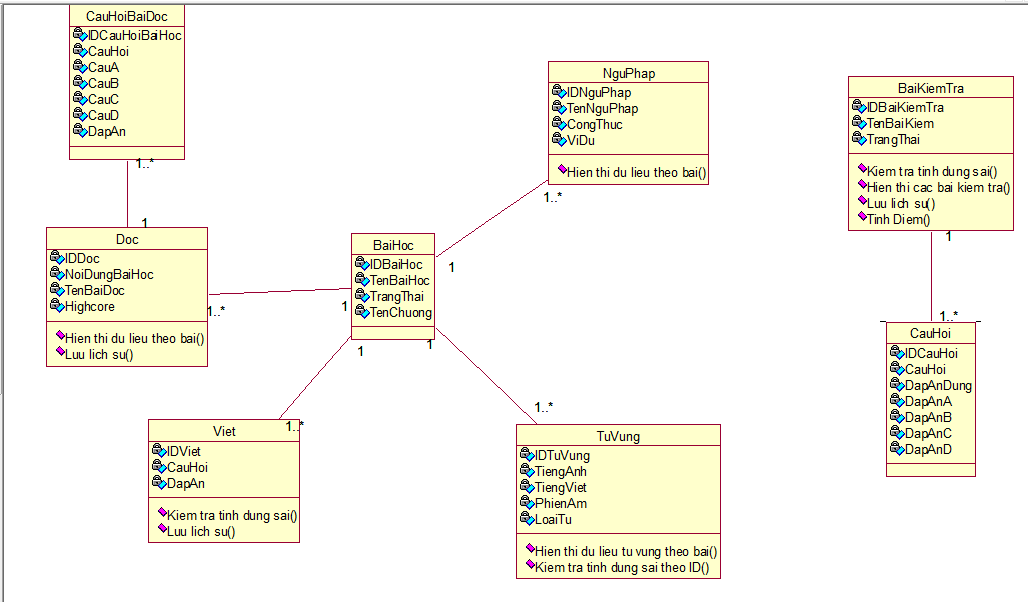 CauHoiBaiDoc
IDCauHoiBaiHoc
CauHoi
CauA
CauB
CauC
CauD
DapAn
1..*
1
Doc
IDDoc
NoiDungBaiHoc
TenBaiDoc
Highcore
Hien thi du lieu theo bai()
Luu lich su()
1..*
1
BaiHoc
IDBaiHoc
TenBaiHoc
TrangThai
TenChuong
1
1
1
NguPhap
IDNguPhap
TenNguPhap
CongThuc
ViDu
Hien thi du lieu theo bai()
1..*
Viet
IDViet
CauHoi
DapAn
Kiem tra tinh dung sai()
Luu lich su()
1..*
TuVung
IDTuVung
TiengAnh
TiengViet
PhienAm
LoaiTu
Hien thi du lieu tu vung theo bai()
Kiem tra tinh dung sai theo ID()
1..*
BaiKiemTra
IDBaiKiemTra
TenBaiKiem
TrangThai
Kiem tra tinh dung sai()
Hien thi cac bai kiem tra()
Luu lich su()
Tinh Diem()
1
1..*
CauHoi
IDCauHoi
CauHoi
DapAnDung
DapAnA
DapAnB
DapAnC
DapAnD